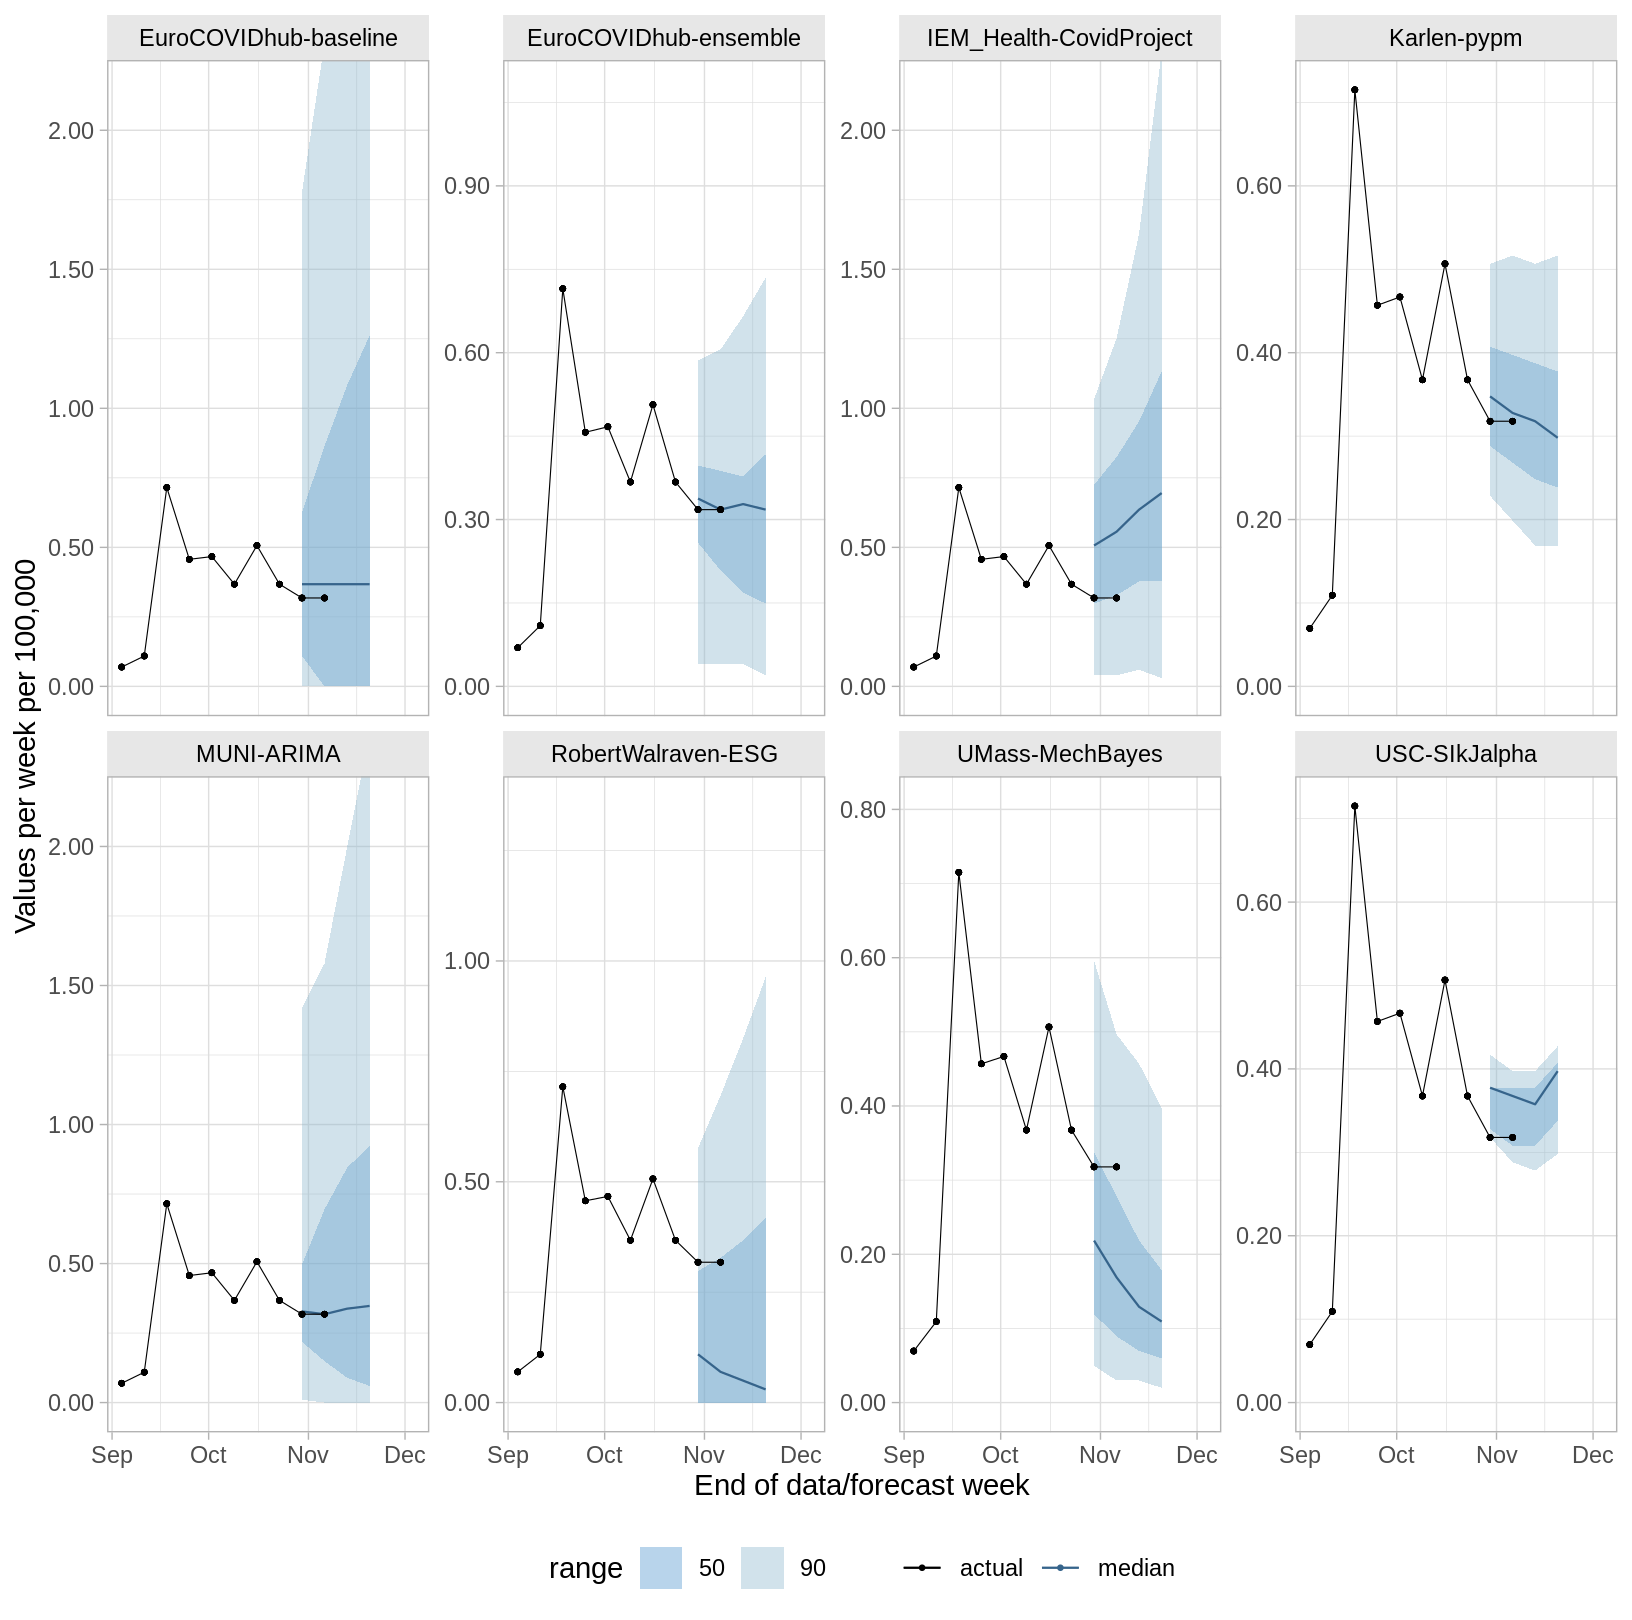 EuroCOVIDhub-baseline
EuroCOVIDhub-ensemble
IEM_Health-CovidProject
Karlen-pypm
2.00
1.50
1.00
0.50
0.00
0.90
0.60
0.30
0.00
2.00
1.50
1.00
0.50
0.00
0.60
0.40
0.20
0.00
Values per week per 100,000
MUNI-ARIMA
RobertWalraven-ESG
UMass-MechBayes
USC-SIkJalpha
2.00
1.50
1.00
0.50
0.00
1.00
0.50
0.00
0.80
0.60
0.40
0.20
0.00
0.60
0.40
0.20
0.00
Sep Oct Nov Dec
Sep Oct Nov Dec
Sep Oct Nov Dec
Sep Oct Nov Dec
End of data/forecast week
range 50 90 actual median